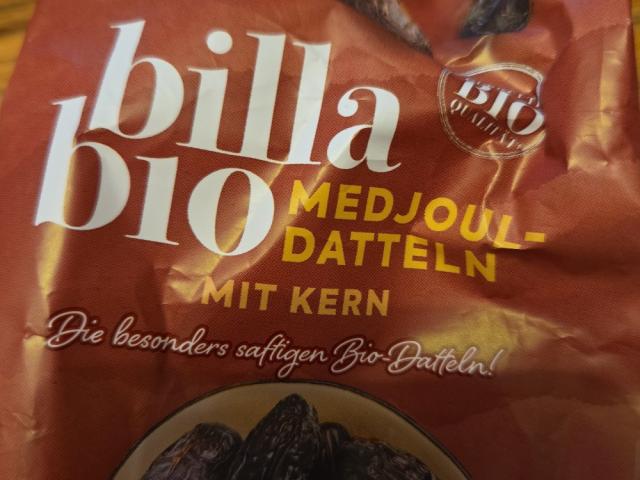 billa
bio
BIO
QUALITÄT
MEDJOUL-
DATTELN
MIT KERN
Die besonders saftigen Bio-Datteln!